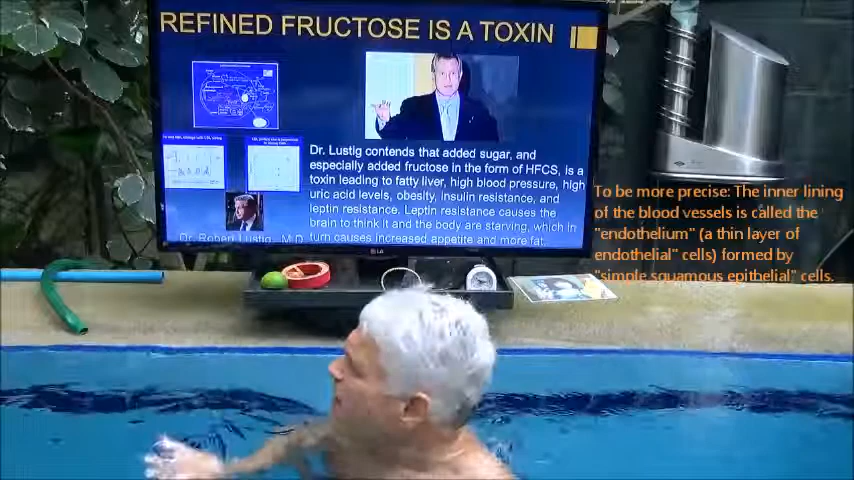 REFINED FRUCTOSE IS A TOXIN
Dr. Lustig contends that added sugar, and
especially added fructose in the form of HFCS, is a
toxin leading to fatty liver, high blood pressure, high
uric acid levels, obesity, insulin resistance, and
leptin resistance. Leptin resistance causes the
brain to think it and the body are starving, which in
turn causes increased appetite and more fat.
Dr. Robert Lustig, M.D.
LG
To be more precise: The inner lining
of the blood vessels is called the
"endothelium" (a thin layer of
endothelial" cells) formed by
"simple squamous epithelial" cells.